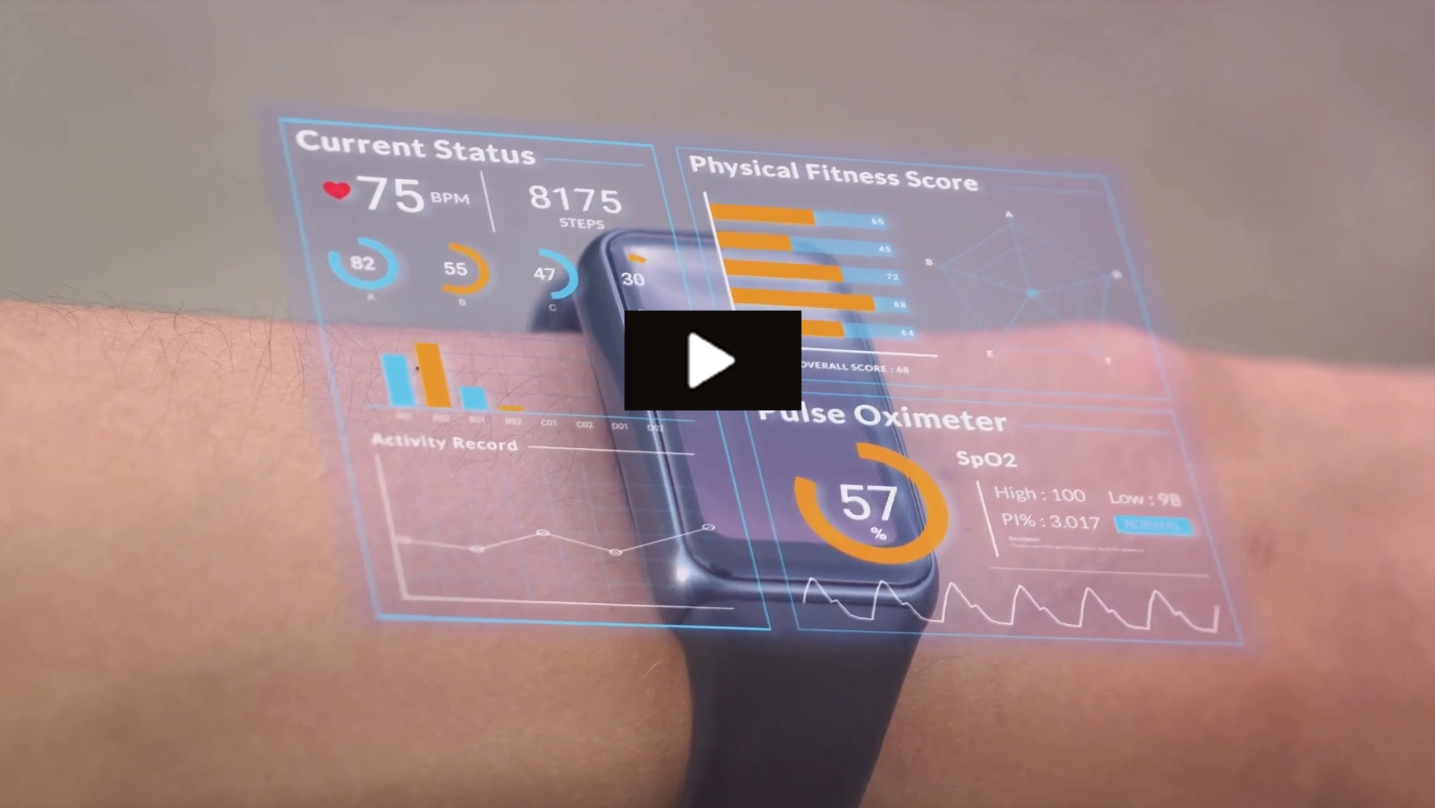 Current Status
75 BPM
8175
STEPS
82
55
47
30
A
B
C
C01
C02
D01
D02
Activity Record
Physical Fitness Score
65
45
72
88
64
OVERALL SCORE : 68
A
B
E
Pulse Oximeter
57
%
SpO2
High : 100 Low : 98
PI% : 3.017 NORMAL